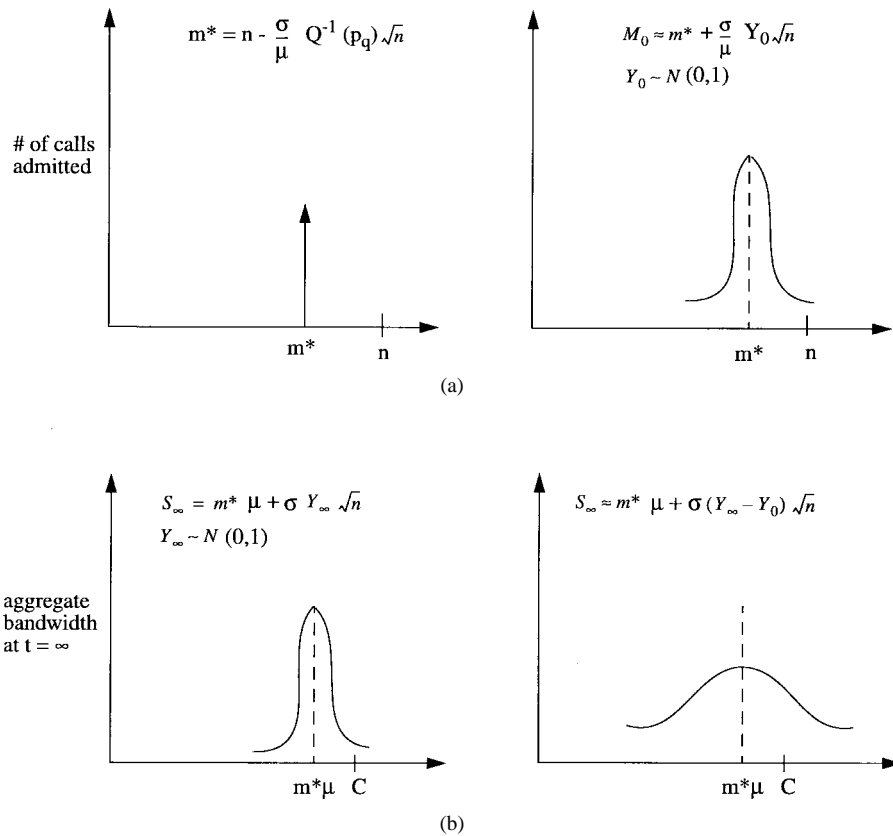 m* = n - σ/μ Q⁻¹ (p_q) √n
M₀ ≈ m* + σ/μ Y₀ √n
Y₀ ~ N (0,1)
# of calls
admitted
m*
n
m*
n
(a)
S∞ = m* μ + σ Y∞ √n
Y∞ ~ N (0,1)
S∞ ≈ m* μ + σ (Y∞ – Y₀) √n
aggregate
bandwidth
at t = ∞
m*μ
C
m*μ
C
(b)